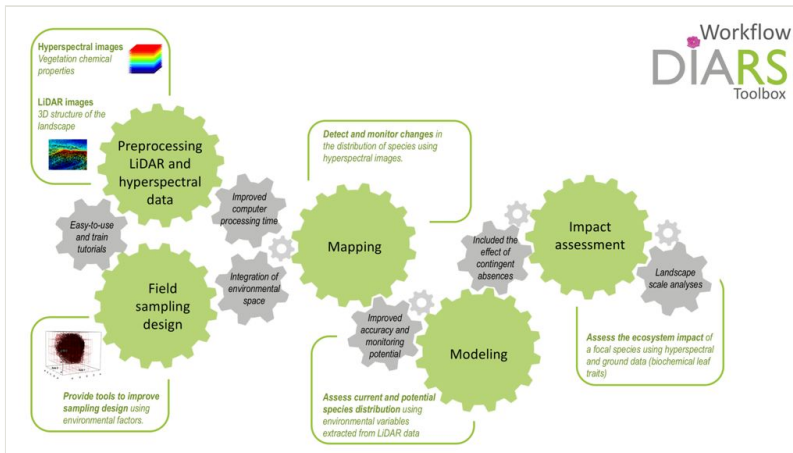 Workflow
DIARS
Toolbox
Hyperspectral images
Vegetation chemical
properties
LiDAR images
3D structure of the
landscape
Preprocessing
LiDAR and
hyperspectral
data
Easy-to-use
and train
tutorials
Improved
computer
processing time
Field
sampling
design
Integration of
environmental
space
Provide tools to improve
sampling design using
environmental factors.
Detect and monitor changes in
the distribution of species using
hyperspectral images.
Mapping
Improved
accuracy and
monitoring
potential
Modeling
Assess current and potential
species distribution using
environmental variables
extracted from LiDAR data
Included the
effect of
contingent
absences
Impact
assessment
Landscape
scale analyses
Assess the ecosystem impact of
a focal species using hyperspectral
and ground data (biochemical leaf
traits)